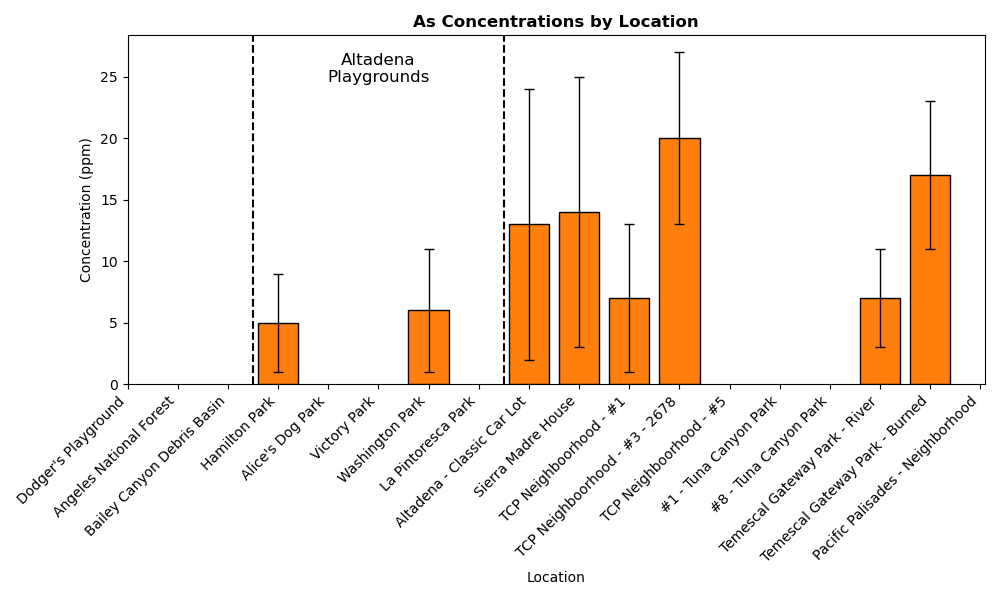 As Concentrations by Location
Altadena
Playgrounds
Concentration (ppm)
25
20
15
10
5
0
Dodger's Playground
Angeles National Forest
Bailey Canyon Debris Basin
Hamilton Park
Alice's Dog Park
Victory Park
Washington Park
La Pintoresca Park
Altadena - Classic Car Lot
Sierra Madre House
TCP Neighboorhood - #1
TCP Neighboorhood - #3 - 2678
TCP Neighboorhood - #5
#1 - Tuna Canyon Park
#8 - Tuna Canyon Park
Temescal Gateway Park - River
Temescal Gateway Park - Burned
Pacific Palisades - Neighborhood
Location